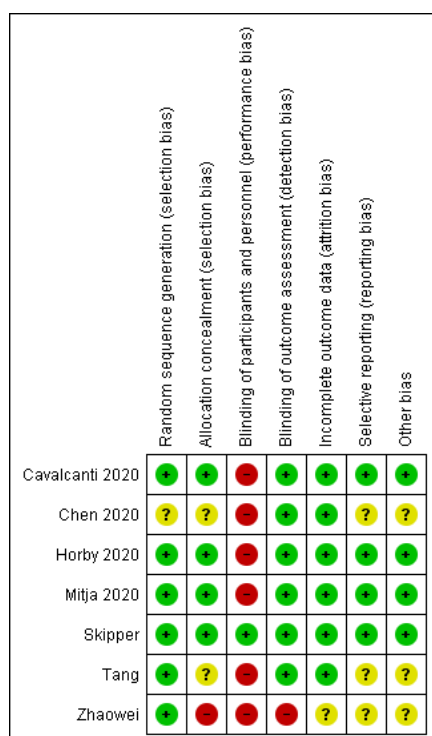 Random sequence generation (selection bias)
Allocation concealment (selection bias)
Blinding of participants and personnel (performance bias)
Blinding of outcome assessment (detection bias)
Incomplete outcome data (attrition bias)
Selective reporting (reporting bias)
Other bias
Cavalcanti 2020 + + - + + + +
Chen 2020 ? ? - + + ? ?
Horby 2020 + + - + + + +
Mitja 2020 + + - + + + +
Skipper + + + + + + +
Tang + ? - + + ? ?
Zhaowei + - - - ? ? ?